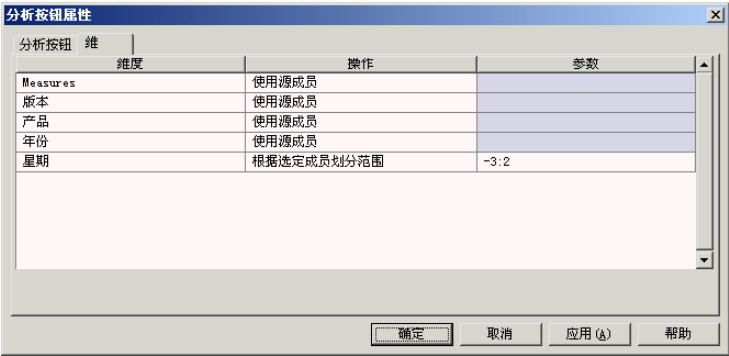 分析按钮属性
分析按钮 维
维度 操作 参数
Measures 使用源成员
版本 使用源成员
产品 使用源成员
年份 使用源成员
星期 根据选定成员划分范围 -3:2
确定 取消 应用(A) 帮助